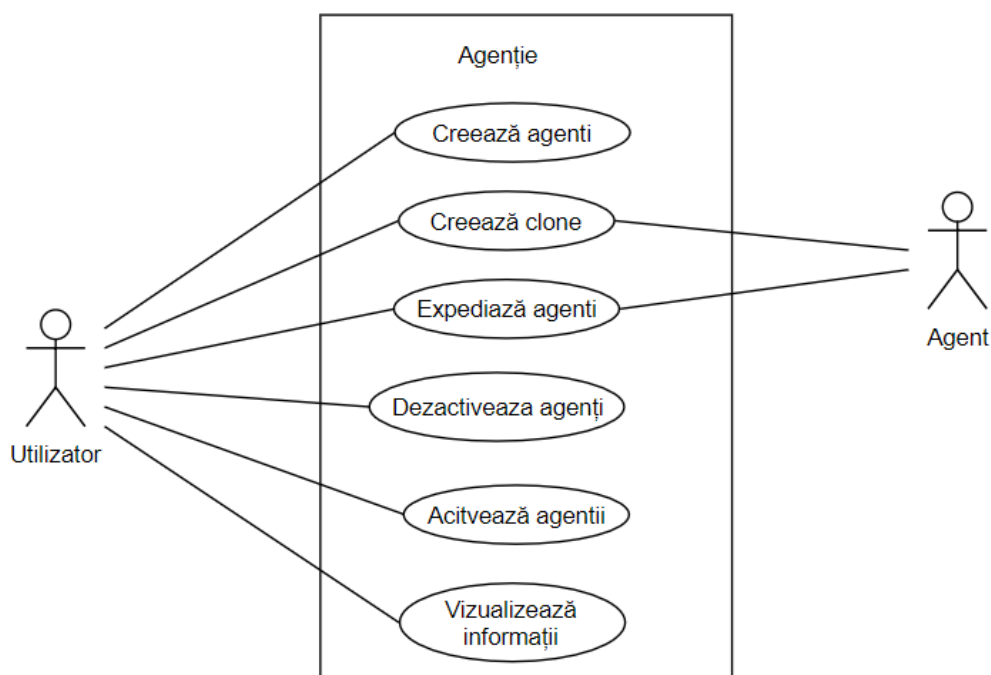 Agenție
Creează agenti
Creează clone
Expediază agenti
Agent
Dezactiveaza agenți
Utilizator
Acitvează agentii
Vizualizează
informații